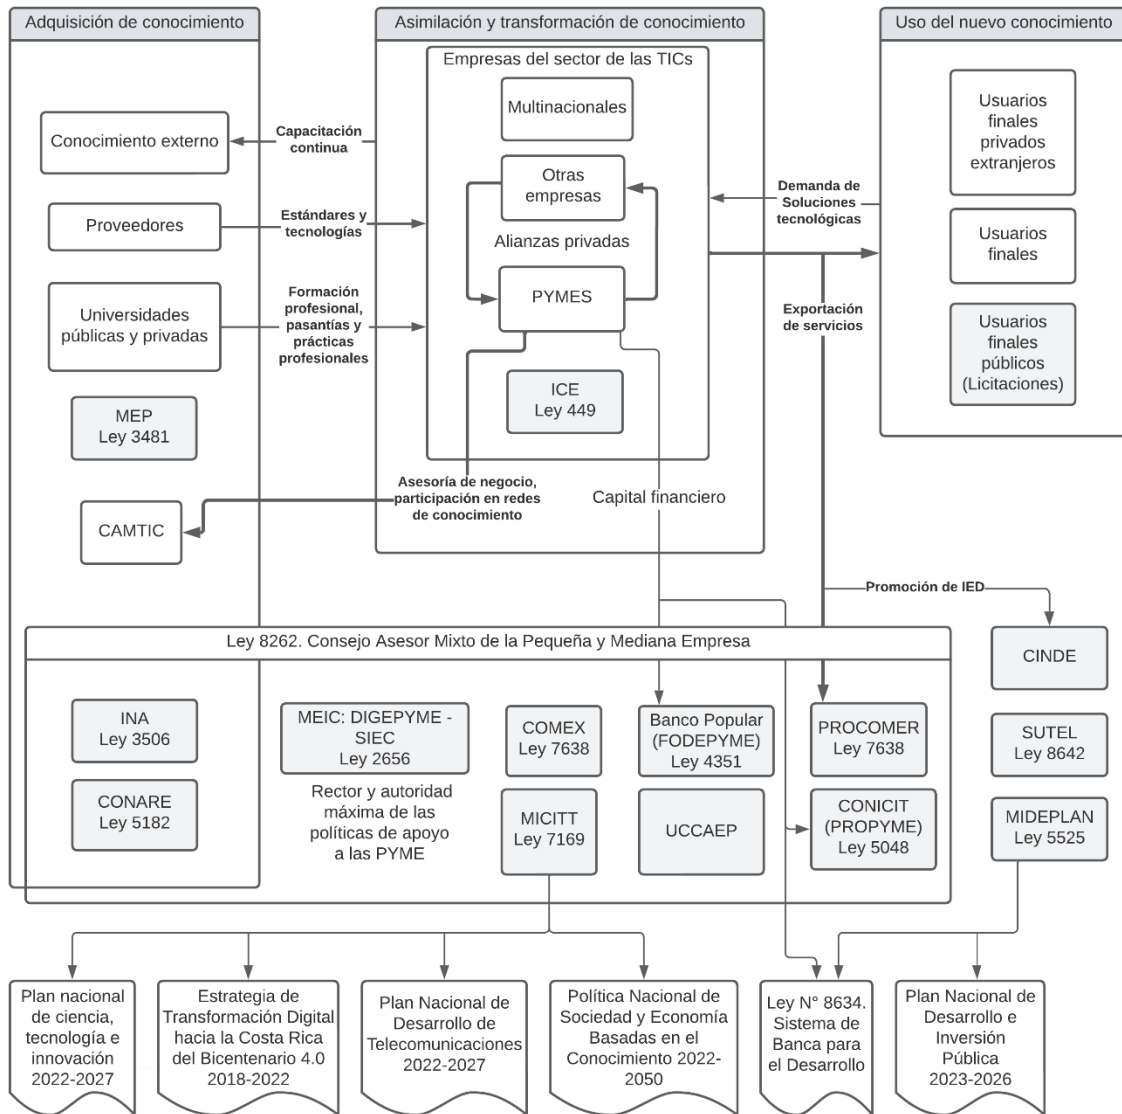 Adquisición de conocimiento
Asimilación y transformación de conocimiento
Uso del nuevo conocimiento
Empresas del sector de las TICs
Multinacionales
Usuarios
finales
privados
extranjeros
Conocimiento externo
Capacitación
continua
Otras
empresas
Demanda de
Soluciones
tecnológicas
Proveedores
Estándares y
tecnologías
Alianzas privadas
Usuarios
finales
Universidades
públicas y privadas
Formación
profesional,
pasantías y
prácticas
profesionales
PYMES
Exportación
de servicios
Usuarios
finales
públicos
(Licitaciones)
MEP
Ley 3481
ICE
Ley 449
Asesoría de negocio,
participación en redes
de conocimiento
Capital financiero
CAMTIC
Promoción de IED
Ley 8262. Consejo Asesor Mixto de la Pequeña y Mediana Empresa
CINDE
INA
Ley 3506
MEIC: DIGEPYME -
SIEC
Ley 2656
COMEX
Ley 7638
Banco Popular
(FODEPYME)
Ley 4351
PROCOMER
Ley 7638
SUTEL
Ley 8642
CONARE
Ley 5182
Rector y autoridad
máxima de las
políticas de apoyo
a las PYME
MICITT
Ley 7169
UCCAEP
CONICIT
(PROPYME)
Ley 5048
MIDEPLAN
Ley 5525
Plan nacional
de ciencia,
tecnología e
innovación
2022-2027
Estrategia de
Transformación Digital
hacia la Costa Rica
del Bicentenario 4.0
2018-2022
Plan Nacional de
Desarrollo de
Telecomunicaciones
2022-2027
Política Nacional de
Sociedad y Economía
Basadas en el
Conocimiento 2022-
2050
Ley N° 8634.
Sistema de
Banca para
el Desarrollo
Plan Nacional de
Desarrollo e
Inversión
Pública
2023-2026